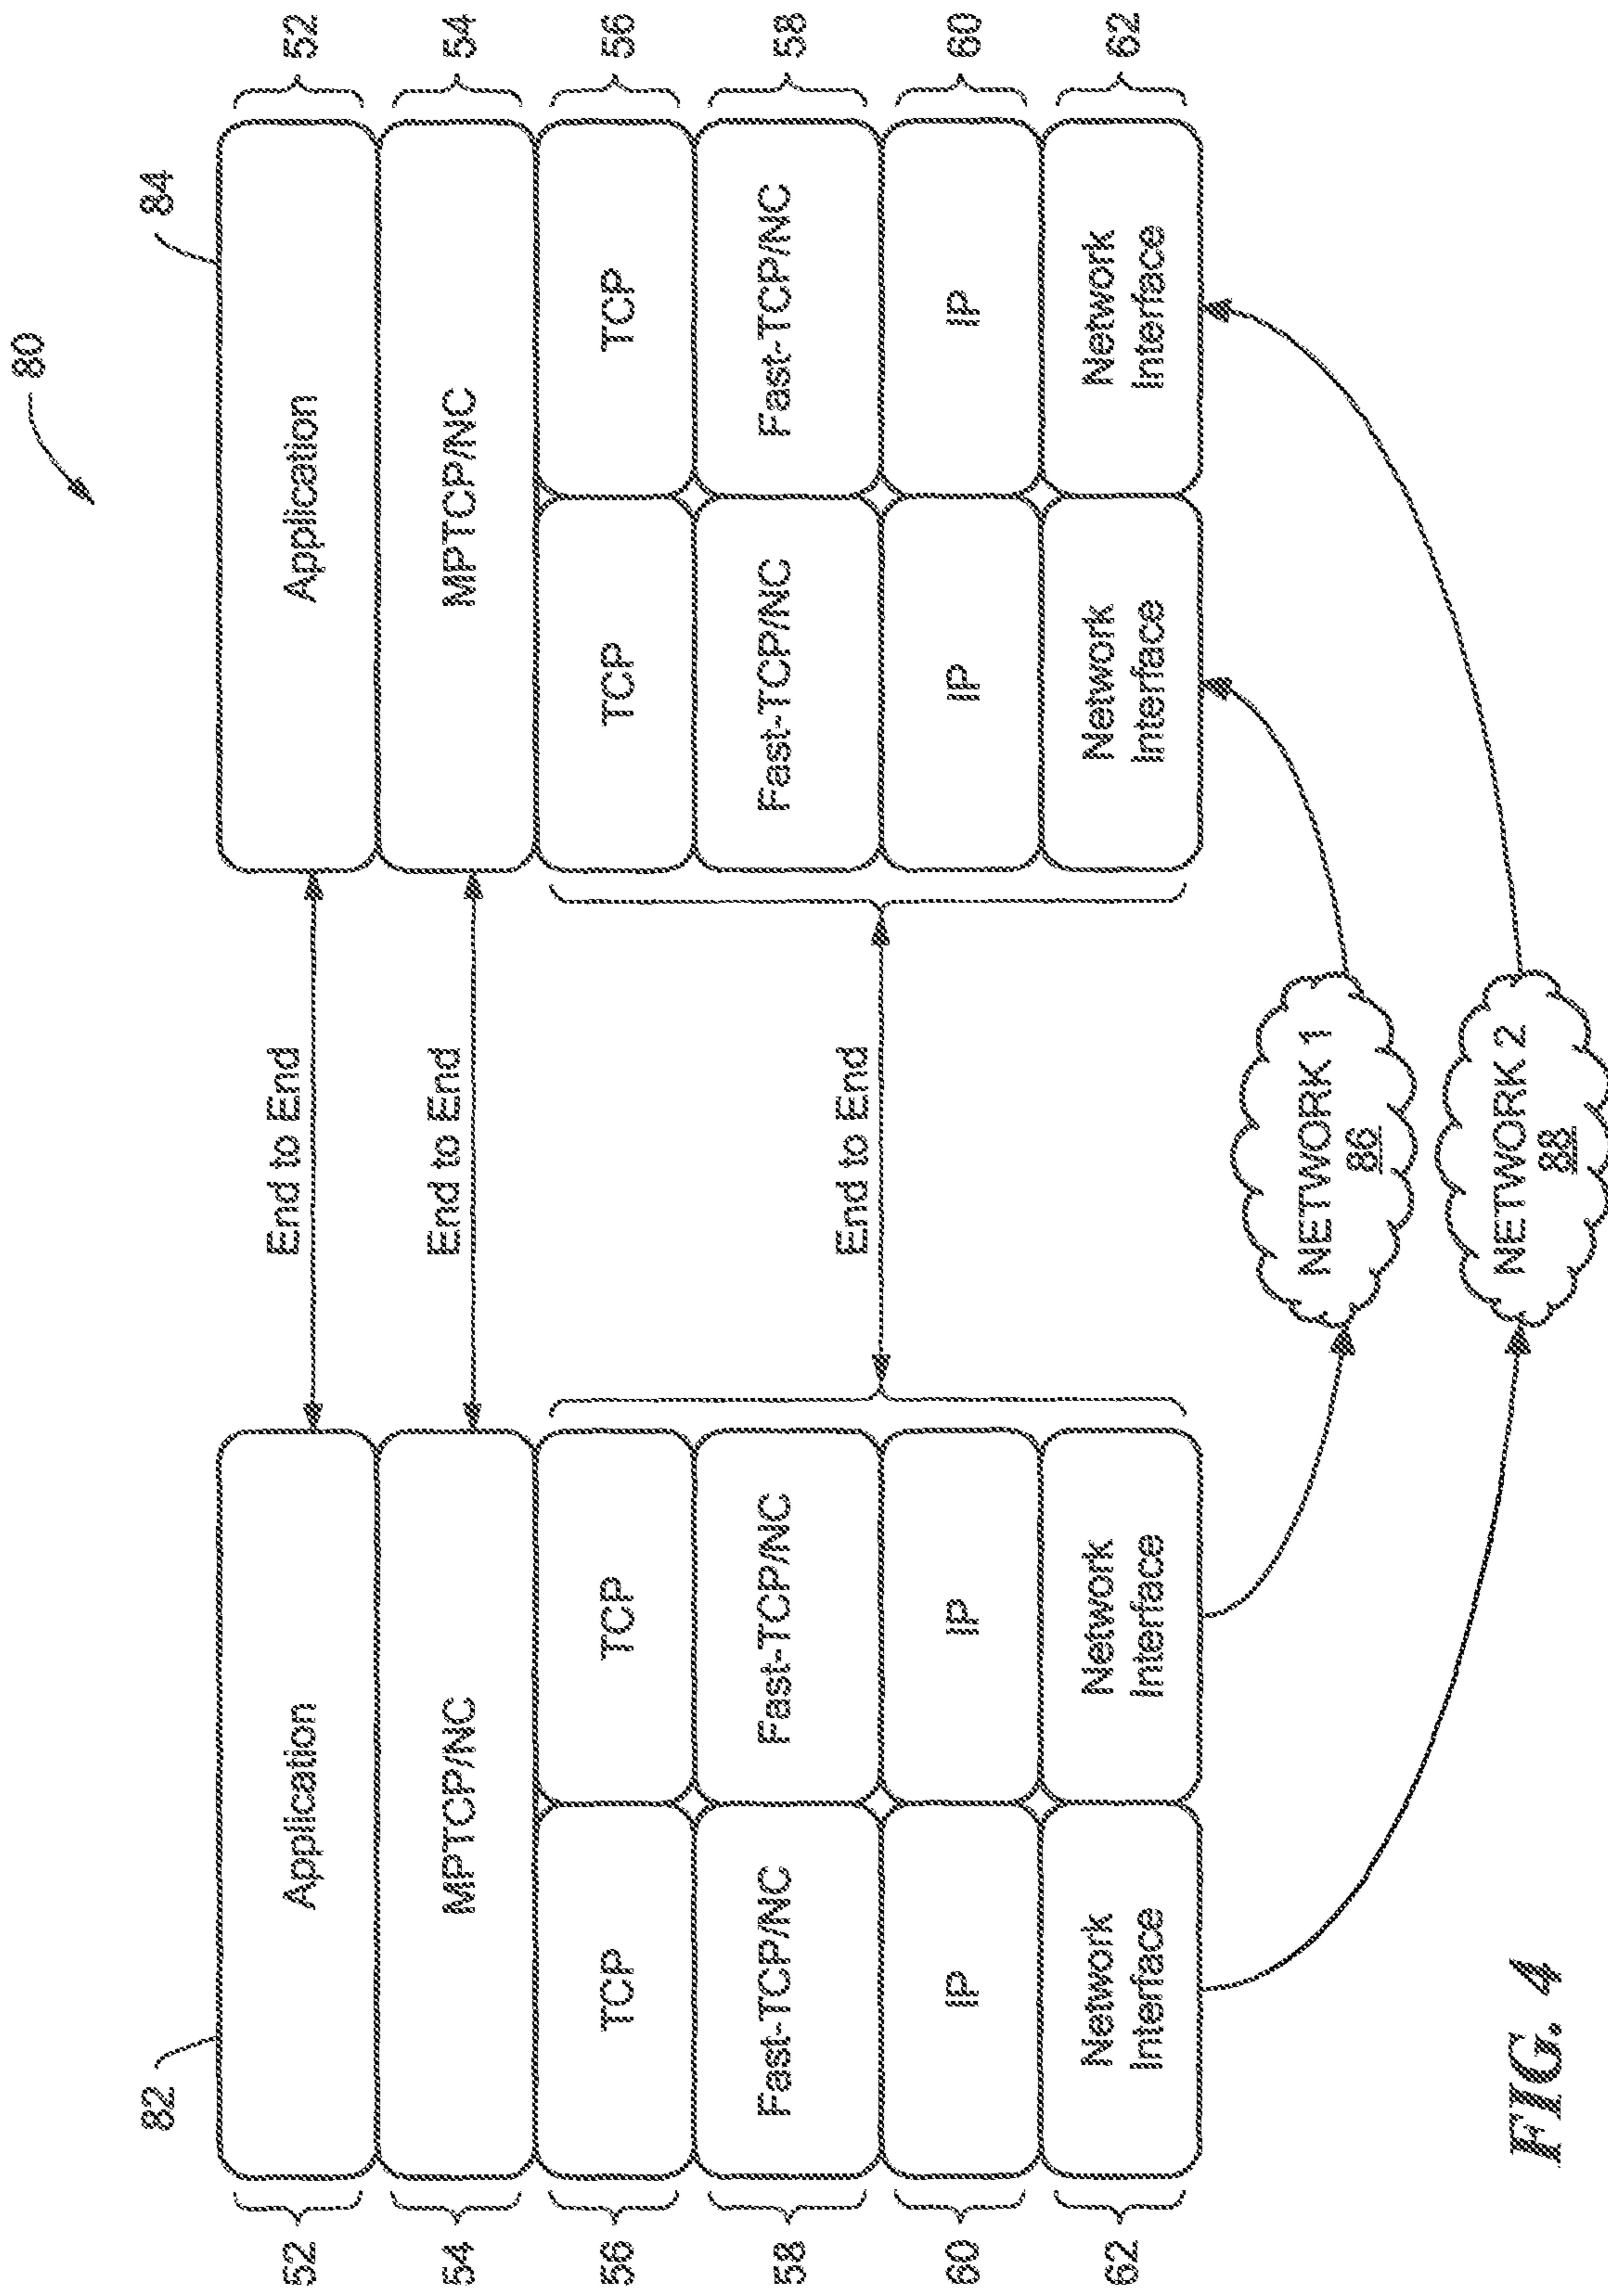 80
82
84
52
Application
End to End
Application
52
54
MPTCP/NC
End to End
MPTCP/NC
54
56
TCP
TCP
TCP
TCP
56
58
Fast-TCP/NC
Fast-TCP/NC
End to End
Fast-TCP/NC
Fast-TCP/NC
58
60
IP
IP
IP
IP
60
62
Network
Interface
Network
Interface
Network
Interface
Network
Interface
62
NETWORK 1
86
NETWORK 2
88
FIG. 4